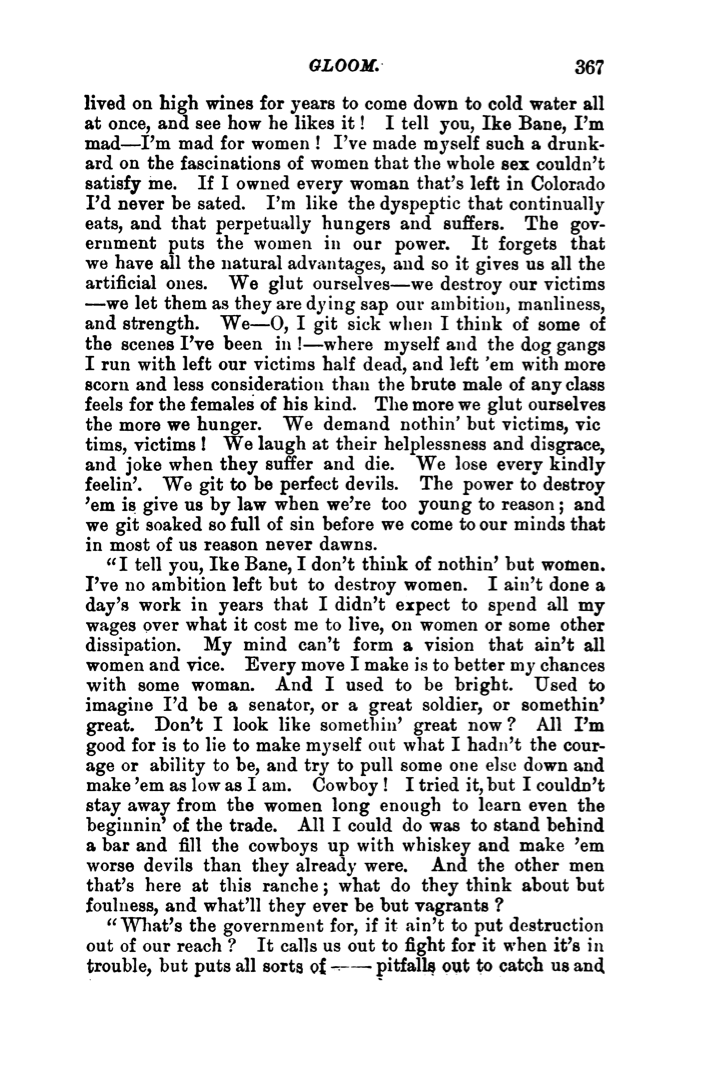 GLOOM. 367
lived on high wines for years to come down to cold water all
at once, and see how he likes it! I tell you, Ike Bane, I'm
mad—I'm mad for women! I've made myself such a drunk-
ard on the fascinations of women that the whole sex couldn't
satisfy me. If I owned every woman that's left in Colorado
I'd never be sated. I'm like the dyspeptic that continually
eats, and that perpetually hungers and suffers. The gov-
ernment puts the women in our power. It forgets that
we have all the natural advantages, and so it gives us all the
artificial ones. We glut ourselves—we destroy our victims
—we let them as they are dying sap our ambition, manliness,
and strength. We—O, I git sick when I think of some of
the scenes I've been in!—where myself and the dog gangs
I run with left our victims half dead, and left 'em with more
scorn and less consideration than the brute male of any class
feels for the females of his kind. The more we glut ourselves
the more we hunger. We demand nothin' but victims, vic
tims, victims! We laugh at their helplessness and disgrace,
and joke when they suffer and die. We lose every kindly
feelin'. We git to be perfect devils. The power to destroy
'em is give us by law when we're too young to reason; and
we git soaked so full of sin before we come to our minds that
in most of us reason never dawns.
"I tell you, Ike Bane, I don't think of nothin' but women.
I've no ambition left but to destroy women. I ain't done a
day's work in years that I didn't expect to spend all my
wages over what it cost me to live, on women or some other
dissipation. My mind can't form a vision that ain't all
women and vice. Every move I make is to better my chances
with some woman. And I used to be bright. Used to
imagine I'd be a senator, or a great soldier, or somethin'
great. Don't I look like somethin' great now? All I'm
good for is to lie to make myself out what I hadn't the cour-
age or ability to be, and try to pull some one else down and
make 'em as low as I am. Cowboy! I tried it, but I couldn't
stay away from the women long enough to learn even the
beginnin' of the trade. All I could do was to stand behind
a bar and fill the cowboys up with whiskey and make 'em
worse devils than they already were. And the other men
that's here at this ranche; what do they think about but
foulness, and what'll they ever be but vagrants?
"What's the government for, if it ain't to put destruction
out of our reach? It calls us out to fight for it when it's in
trouble, but puts all sorts of —— pitfalls out to catch us and